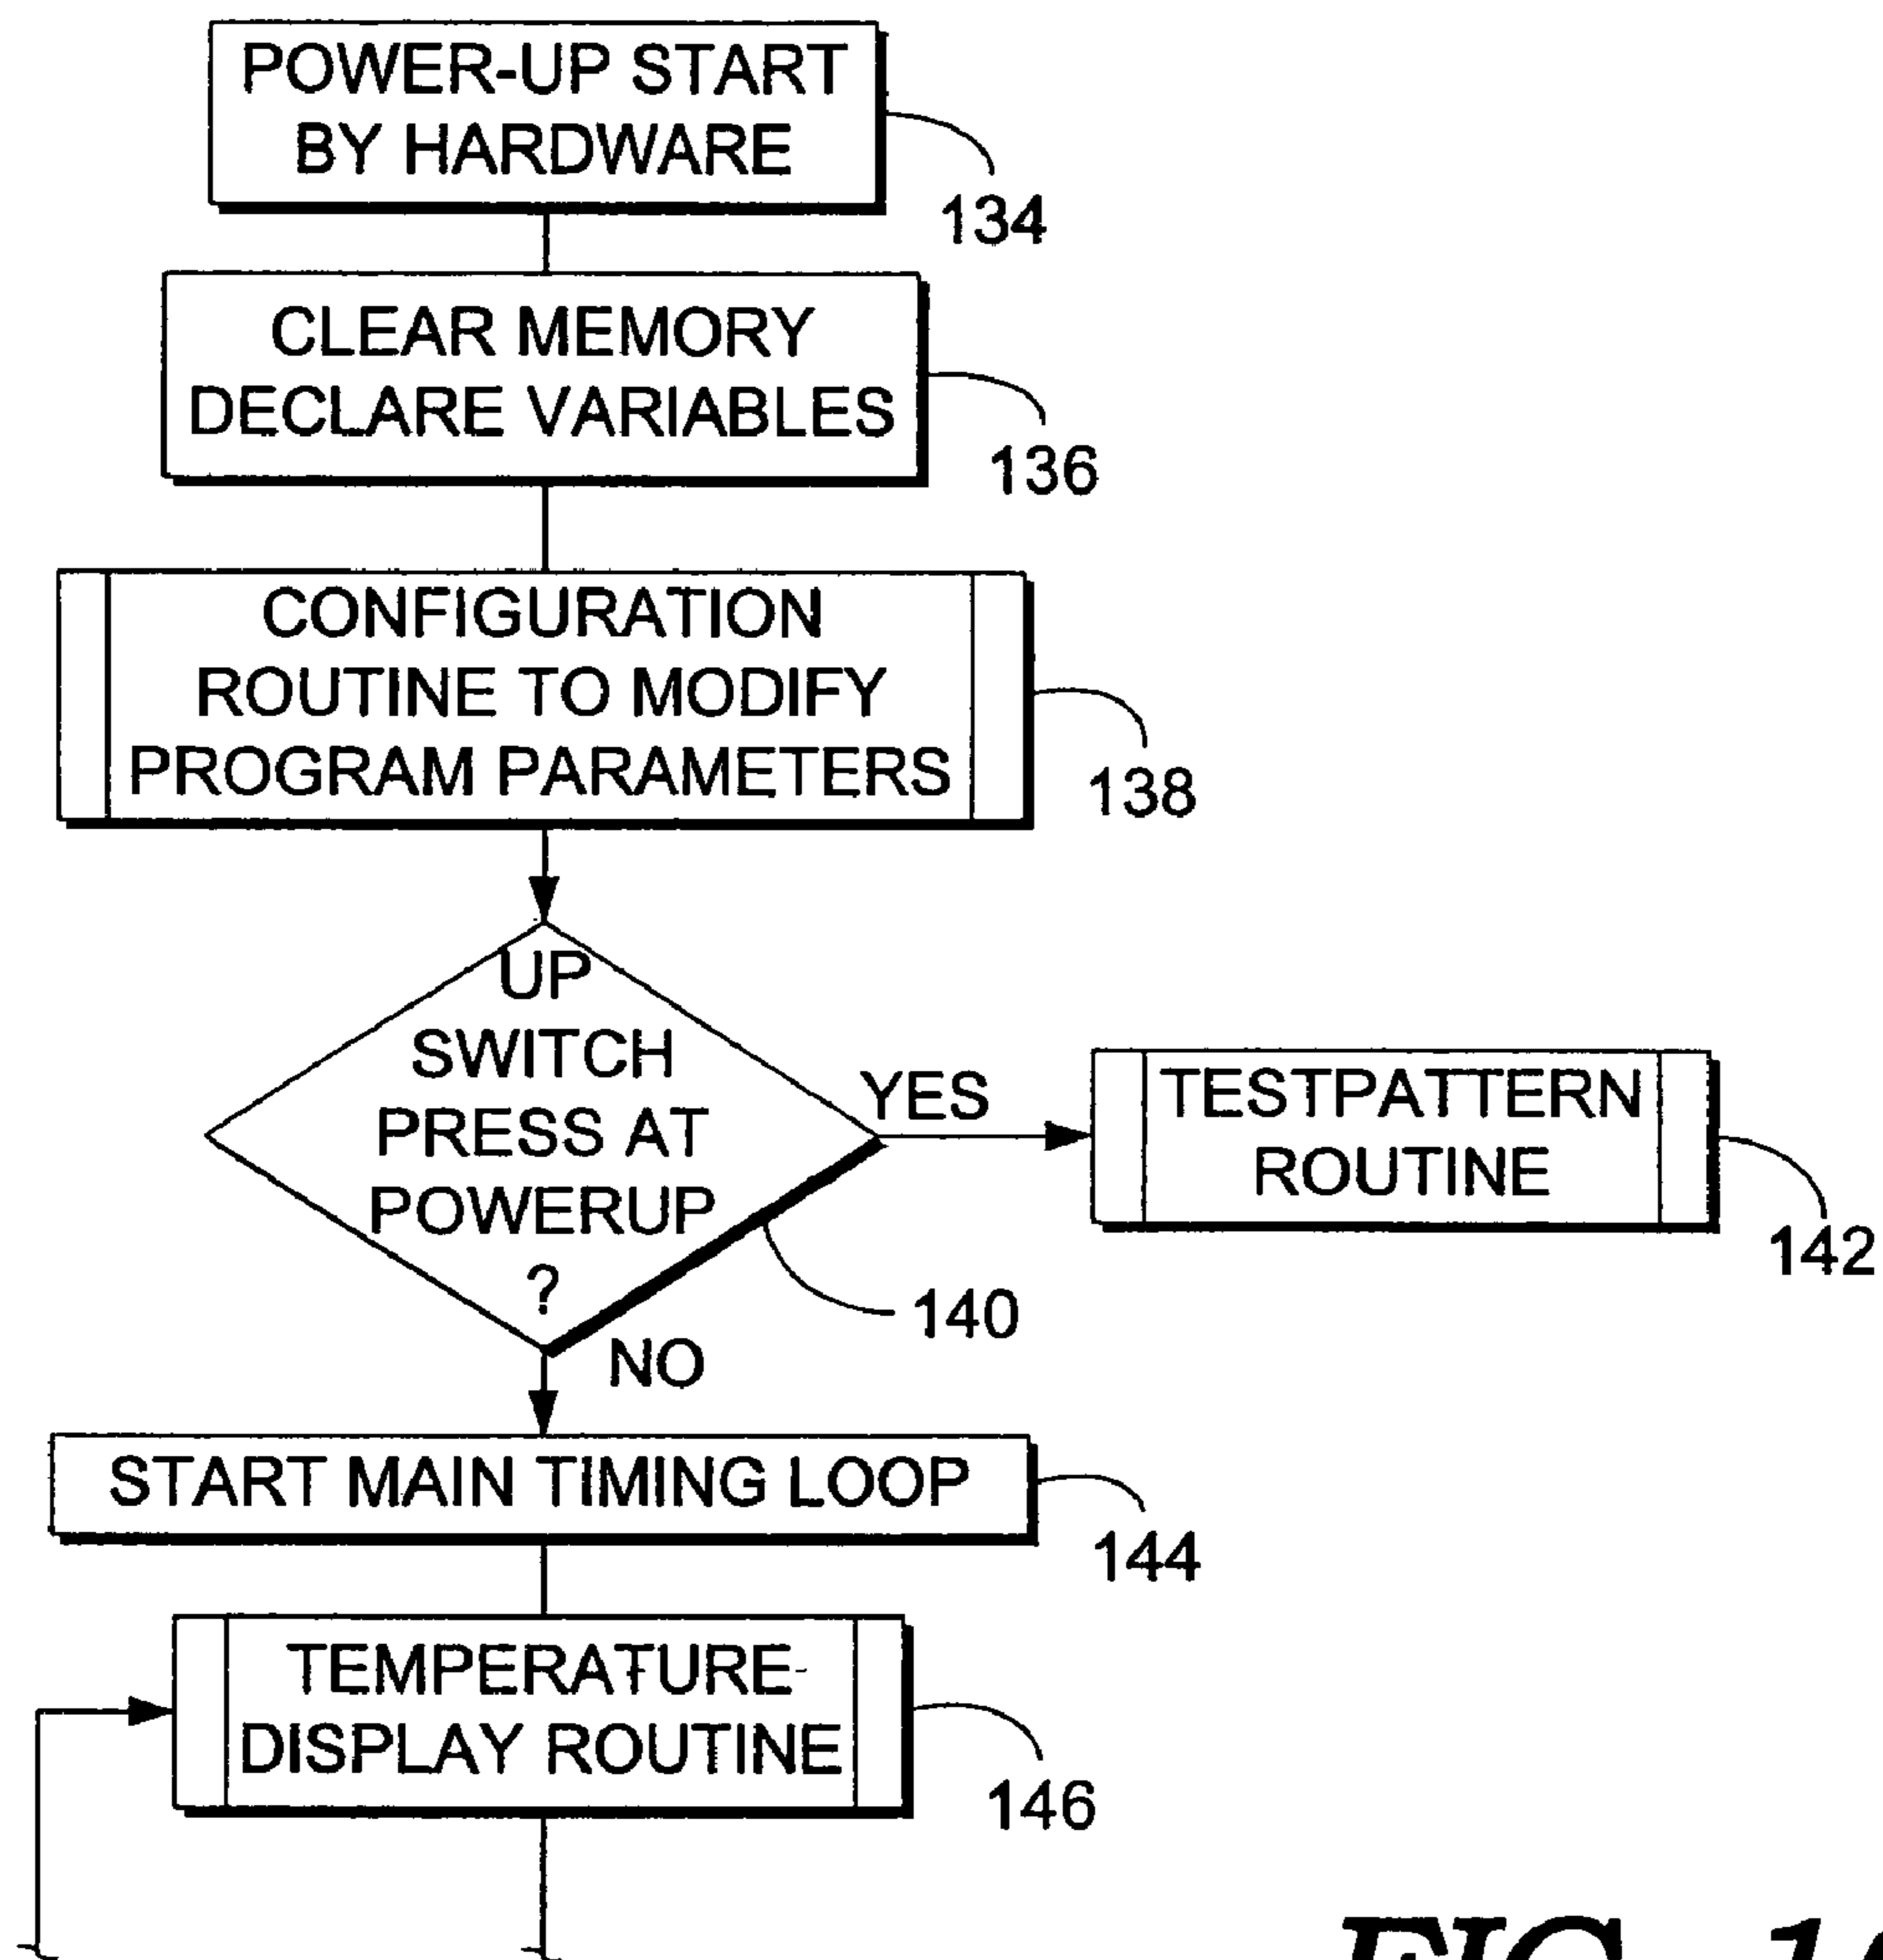 POWER-UP START
BY HARDWARE
134
CLEAR MEMORY
DECLARE VARIABLES
136
CONFIGURATION
ROUTINE TO MODIFY
PROGRAM PARAMETERS
138
UP
SWITCH
PRESS AT
POWERUP
?
YES
TESTPATTERN
ROUTINE
142
140
NO
START MAIN TIMING LOOP
144
TEMPERATURE-
DISPLAY ROUTINE
146
FIG.